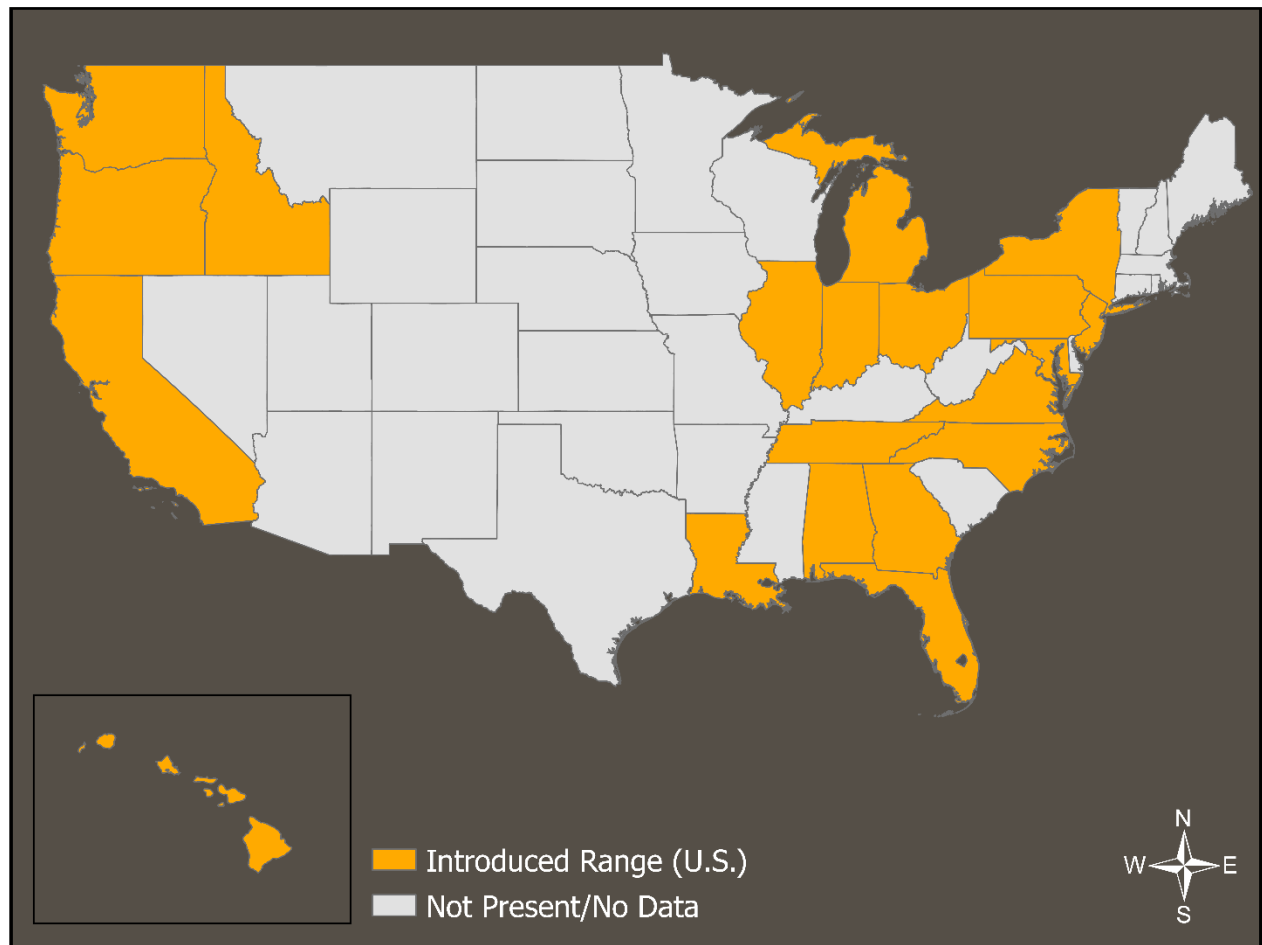 Introduced Range (U.S.)
Not Present/No Data
N
W E
S